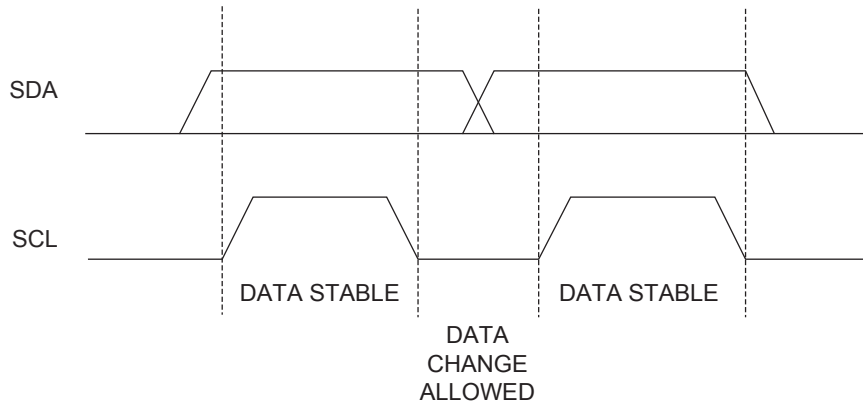 SDA
SCL
DATA STABLE
DATA STABLE
DATA
CHANGE
ALLOWED